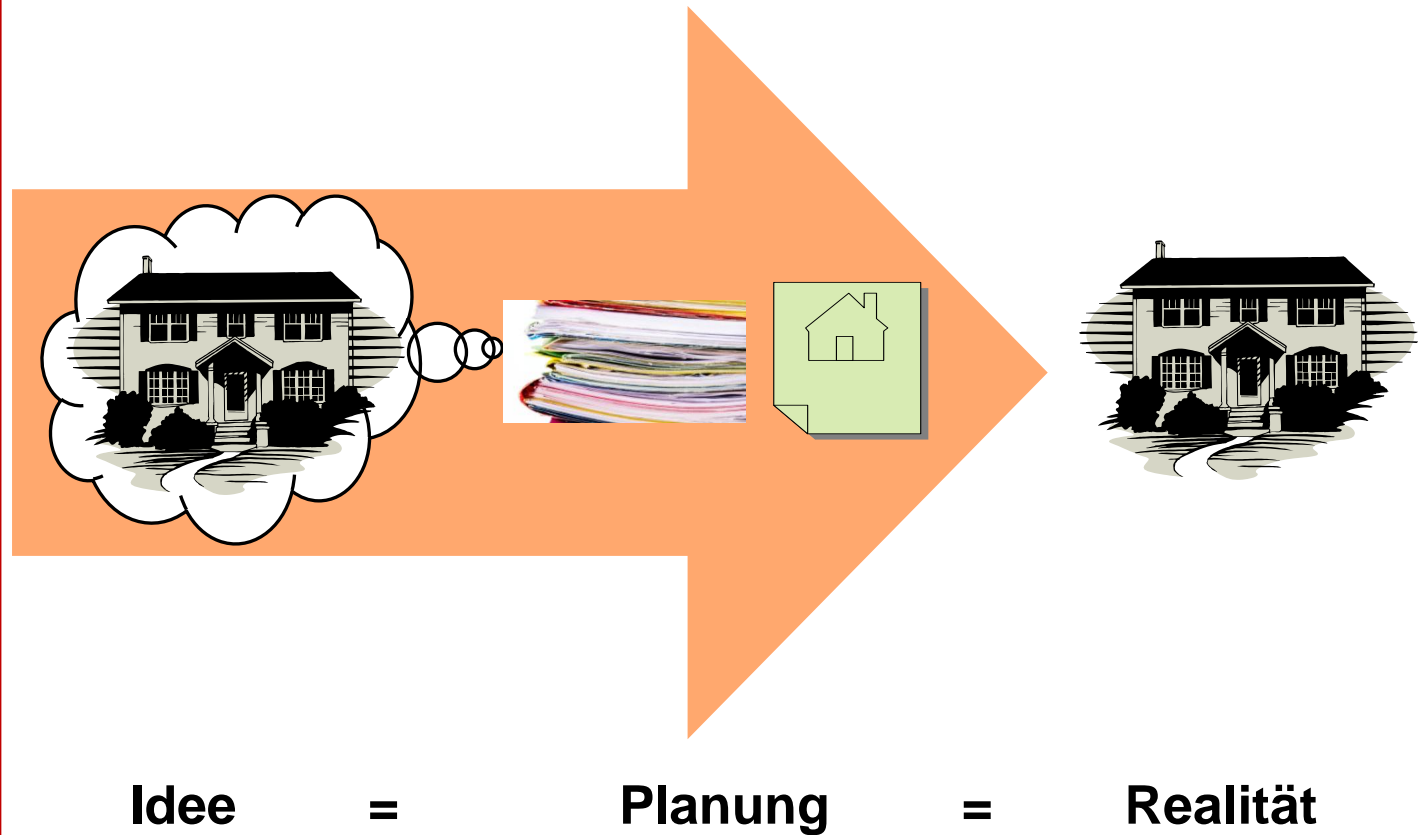 Idee = Planung = Realität